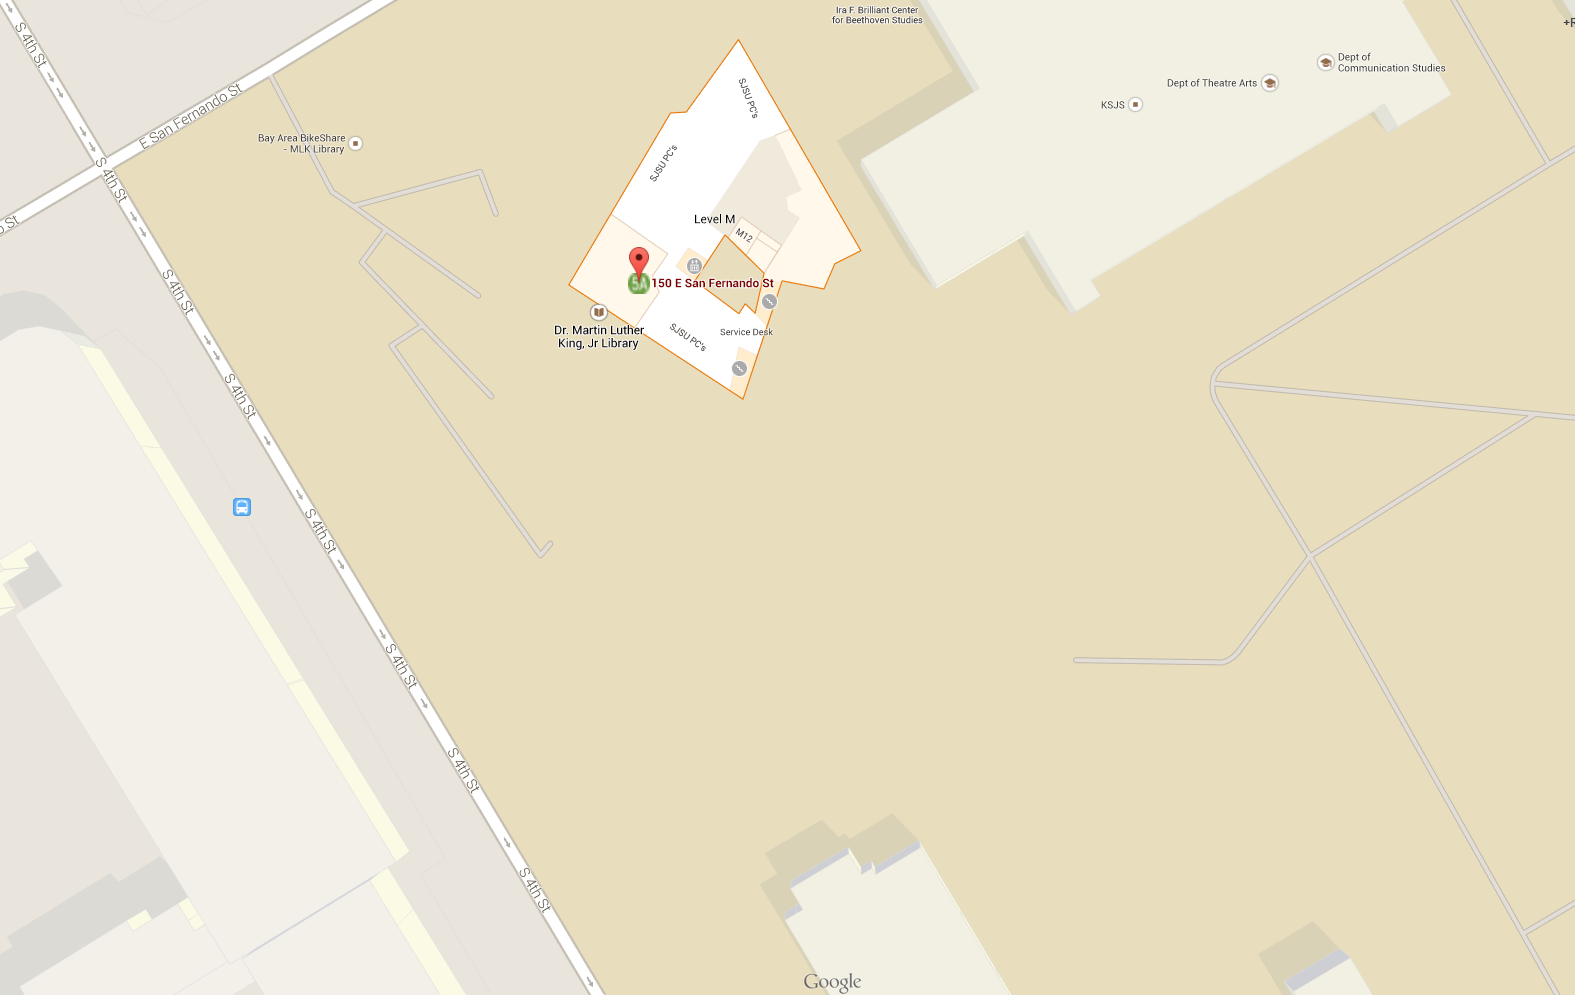 Ira F. Brilliant Center
for Beethoven Studies
S 4th St
E San Fernando St
Bay Area BikeShare
- MLK Library
S 4th St
S 4th St
SJSU PC's
SJSU PC's
Level M
M12
5A
150 E San Fernando St
Dr. Martin Luther
King, Jr Library
SJSU PC's
Service Desk
Dept of
Communication Studies
Dept of Theatre Arts
KSJS
+R
S 4th St
S 4th St
S 4th St
S 4th St
S 4th St
S 4th St
Google